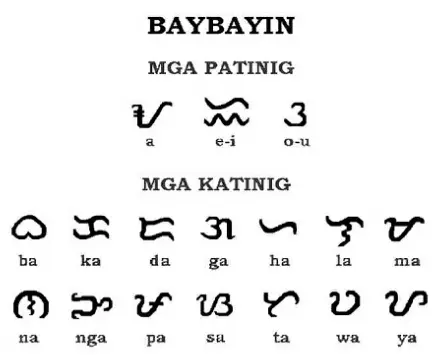 BAYBAYIN
MGA PATINIG
ᜀ ᜁ ᜂ
a e-i o-u
MGA KATINIG
ᜊ ᜃ ᜇ ᜄ ᜑ ᜎ ᜋ
ba ka da ga ha la ma
ᜈ ᜅ ᜉ ᜐ ᜆ ᜏ ᜌ
na nga pa sa ta wa ya